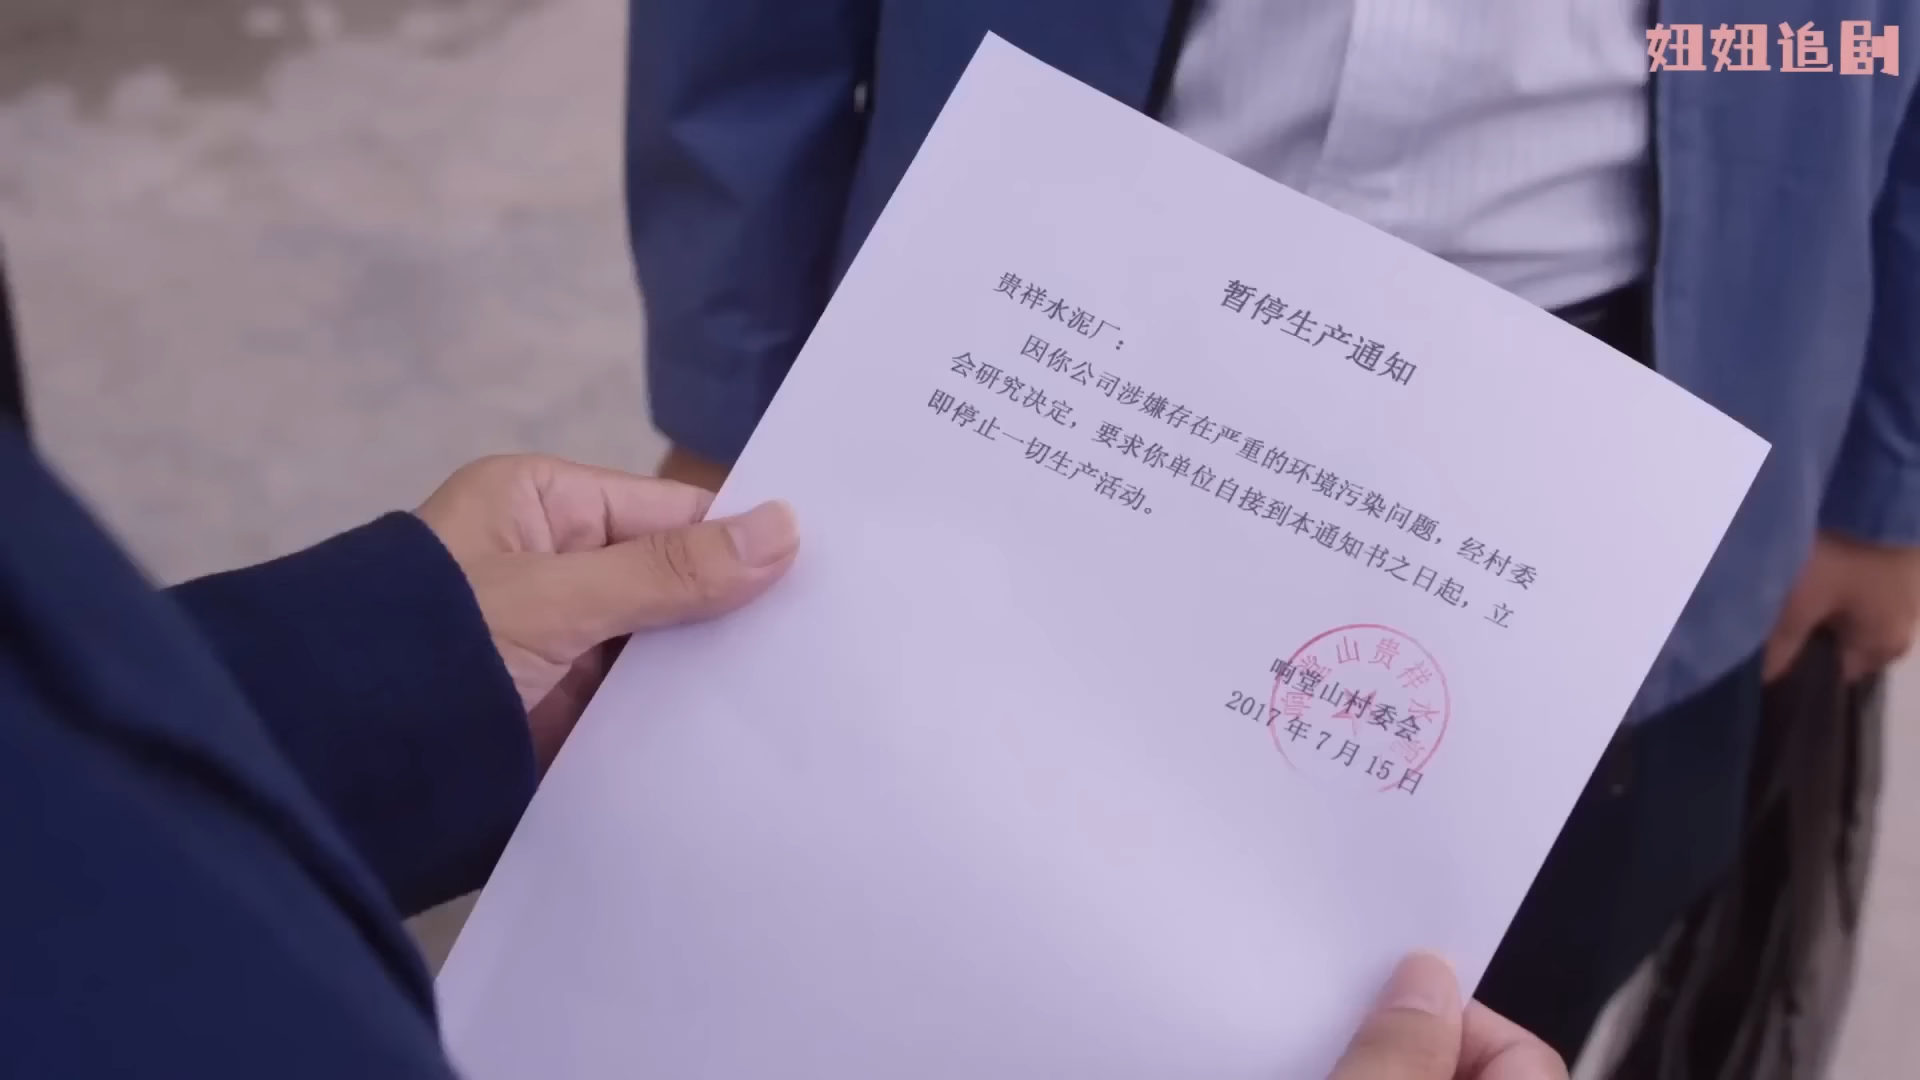 妞妞追剧
暂停生产通知
贵祥水泥厂：
因你公司涉嫌存在严重的环境污染问题，经村委
会研究决定，要求你单位自接到本通知书之日起，立
即停止一切生产活动。
响堂山村委会
2017年7月15日
山贵祥水